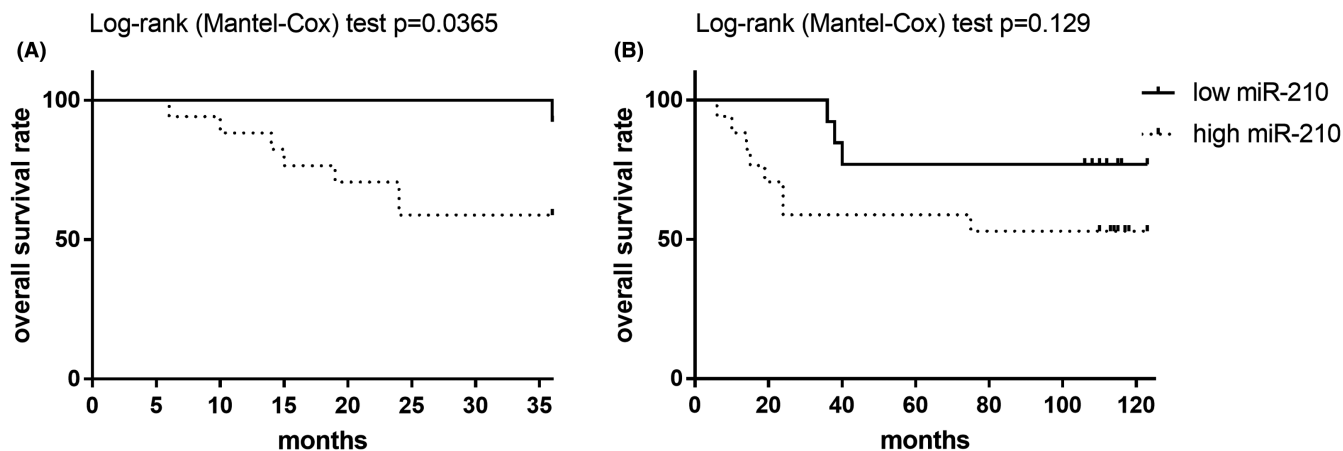 Log-rank (Mantel-Cox) test p=0.0365
(A)
overall survival rate
100
50
0
0 5 10 15 20 25 30 35
months
Log-rank (Mantel-Cox) test p=0.129
(B)
overall survival rate
100
50
0
0 20 40 60 80 100 120
months
low miR-210
high miR-210